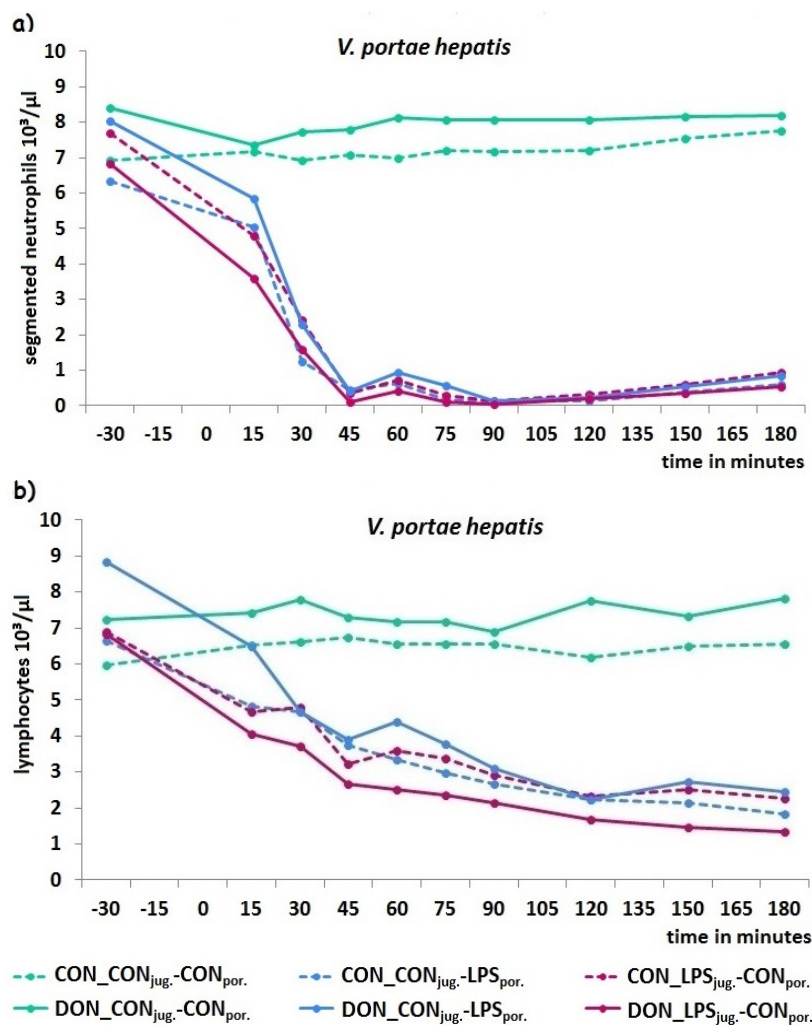 a)
V. portae hepatis
segmented neutrophils 10³/µl
10
9
8
7
6
5
4
3
2
1
0
-30 -15 0 15 30 45 60 75 90 105 120 135 150 165 180
time in minutes
b)
V. portae hepatis
lymphocytes 10³/µl
10
9
8
7
6
5
4
3
2
1
0
-30 -15 0 15 30 45 60 75 90 105 120 135 150 165 180
time in minutes
CON_CONjug.-CONpor. CON_CONjug.-LPSpor. CON_LPSjug.-CONpor.
DON_CONjug.-CONpor. DON_CONjug.-LPSpor. DON_LPSjug.-CONpor.